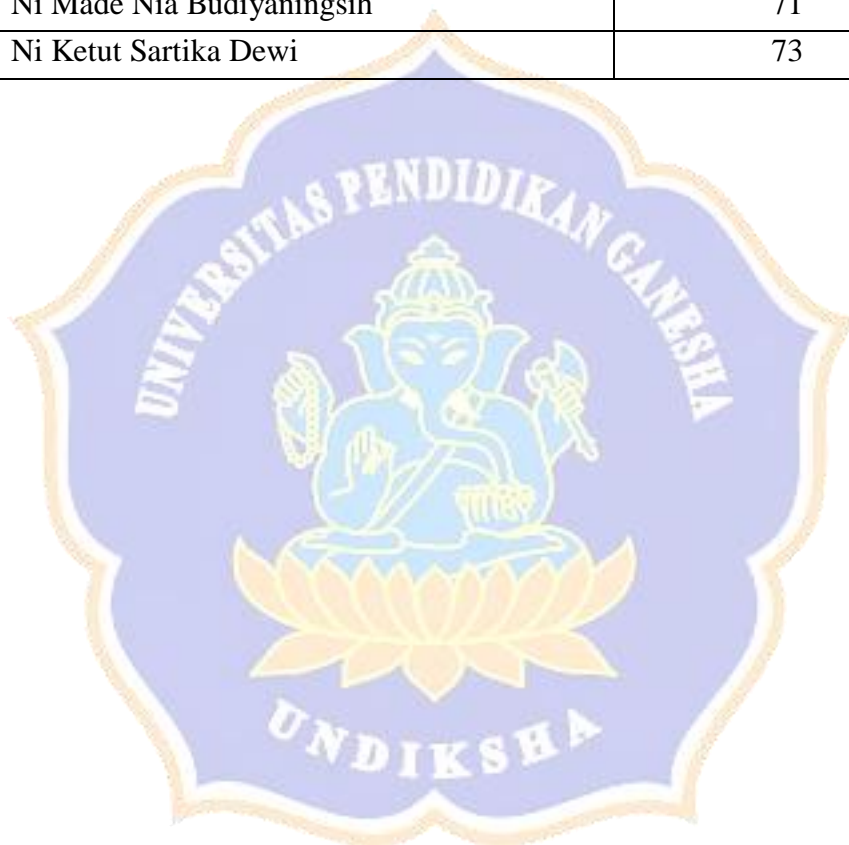 Ni Made Nia Budiyaningsih 71
Ni Ketut Sartika Dewi 73
UNIVERSITAS PENDIDIKAN GANESHA
UNDIKSHA